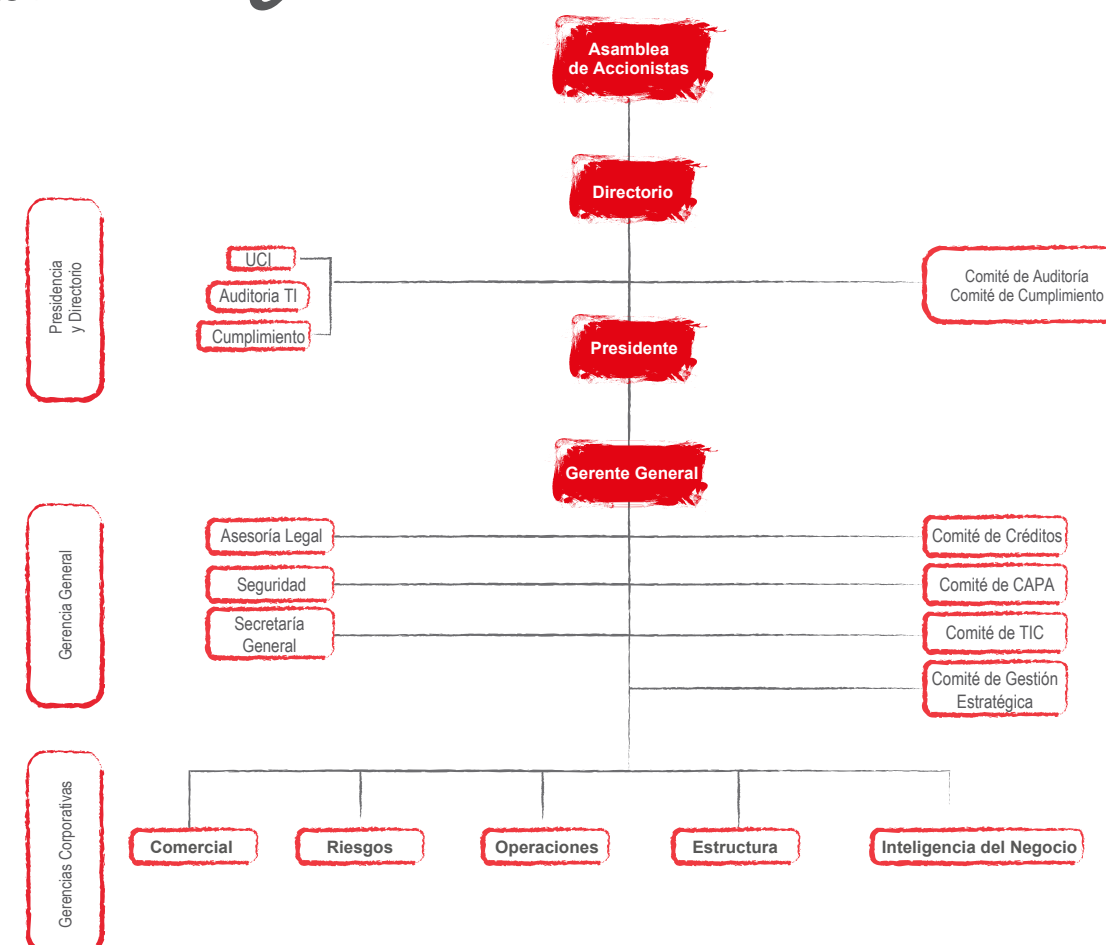 Asamblea
de Accionistas
Directorio
Presidencia
y Directorio
UCI
Auditoria TI
Cumplimiento
Comité de Auditoría
Comité de Cumplimiento
Presidente
Gerente General
Gerencia General
Asesoría Legal
Comité de Créditos
Seguridad
Comité de CAPA
Secretaría
General
Comité de TIC
Comité de Gestión
Estratégica
Gerencias Corporativas
Comercial
Riesgos
Operaciones
Estructura
Inteligencia del Negocio